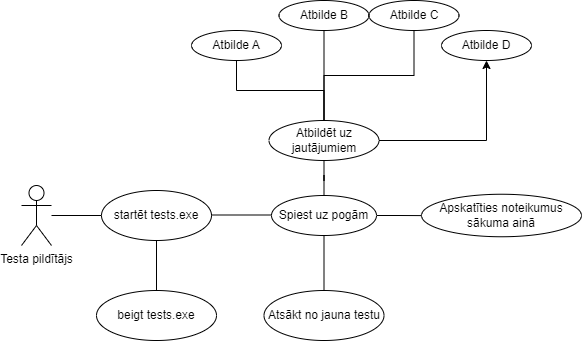 Atbilde B
Atbilde C
Atbilde A
Atbilde D
Atbildēt uz
jautājumiem
startēt tests.exe
Spiest uz pogām
Apskatīties noteikumus
sākuma ainā
Testa pildītājs
beigt tests.exe
Atsākt no jauna testu